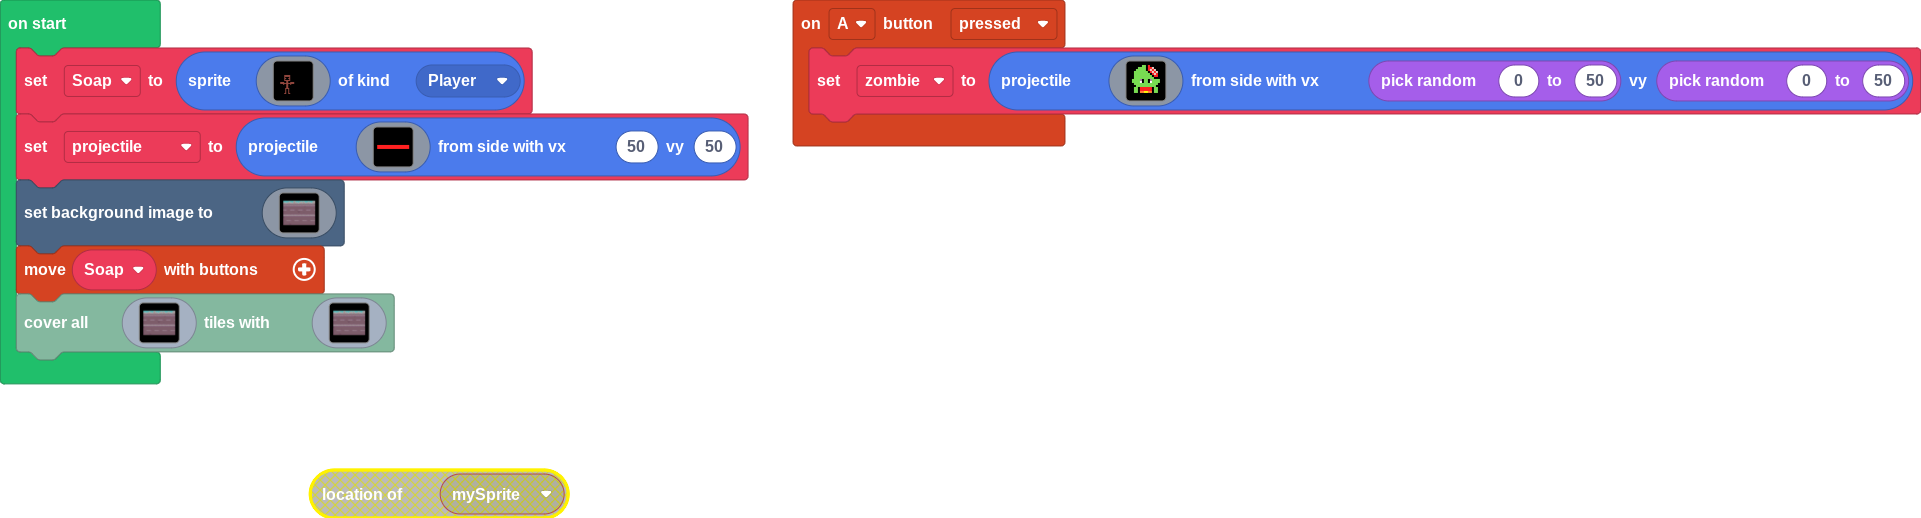 on start
set Soap to sprite of kind Player
set projectile to projectile from side with vx 50 vy 50
set background image to
move Soap with buttons
cover all tiles with
location of mySprite
on A button pressed
set zombie to projectile from side with vx pick random 0 to 50 vy pick random 0 to 50